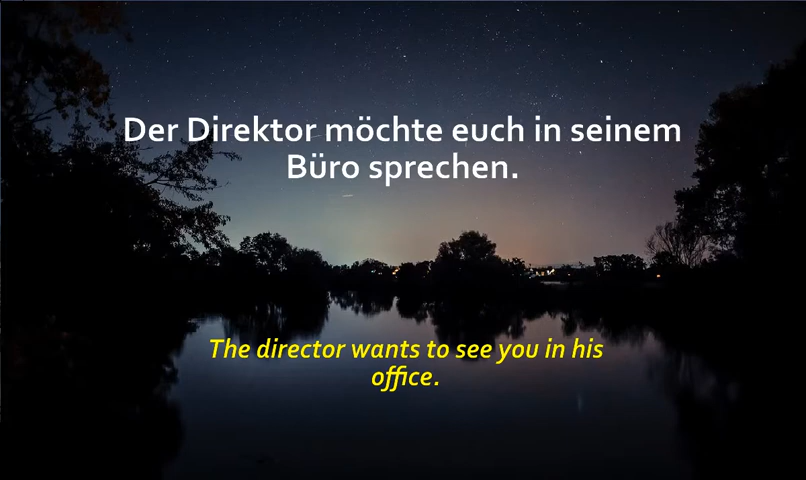 Der Direktor möchte euch in seinem
Büro sprechen.
The director wants to see you in his
office.